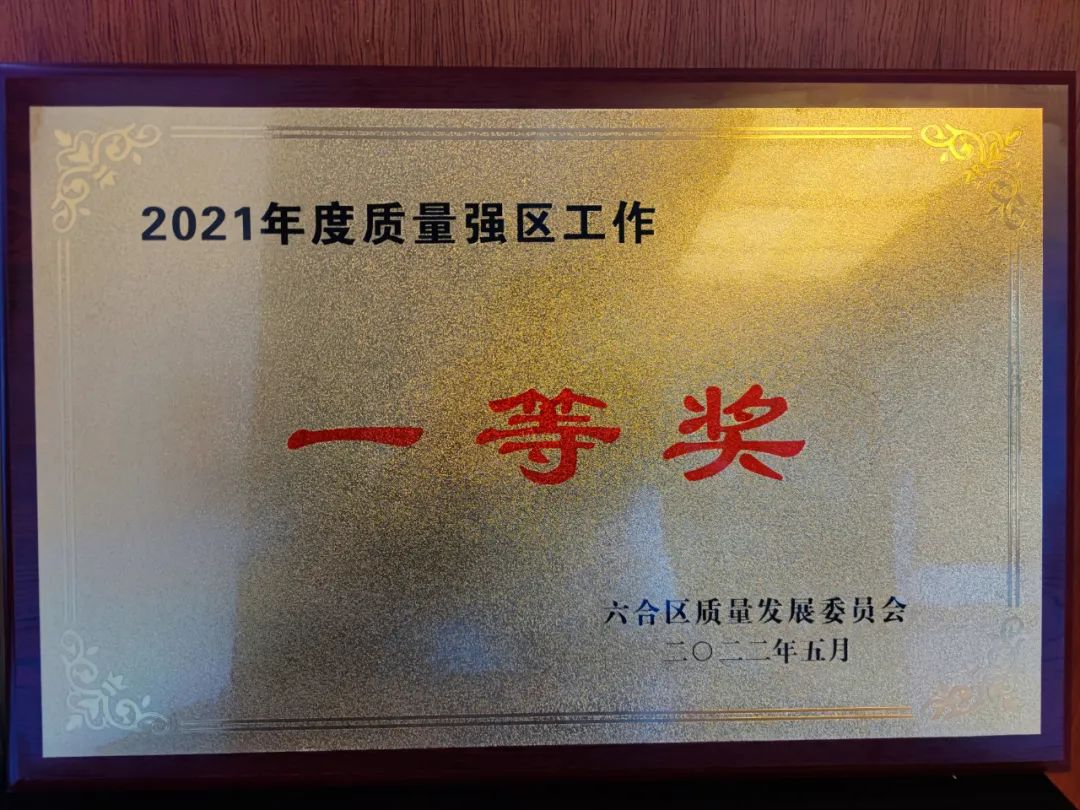 2021年度质量强区工作
一等奖
六合区质量发展委员会
二〇二二年五月